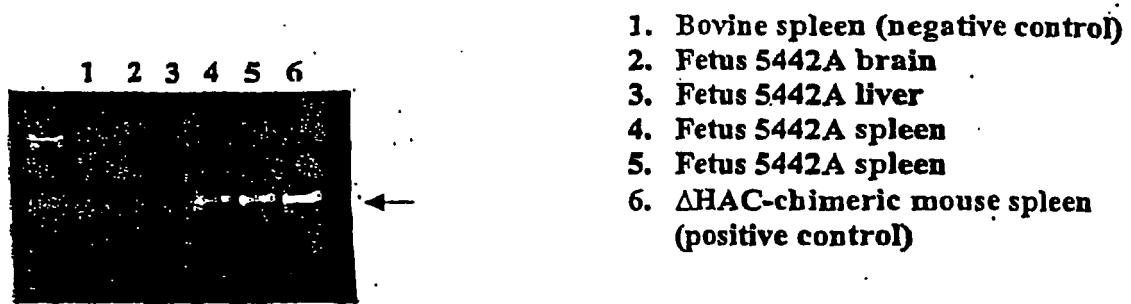 1 2 3 4 5 6
1. Bovine spleen (negative control)
2. Fetus 5442A brain
3. Fetus 5442A liver
4. Fetus 5442A spleen
5. Fetus 5442A spleen
6. ΔHAC-chimeric mouse spleen
(positive control)